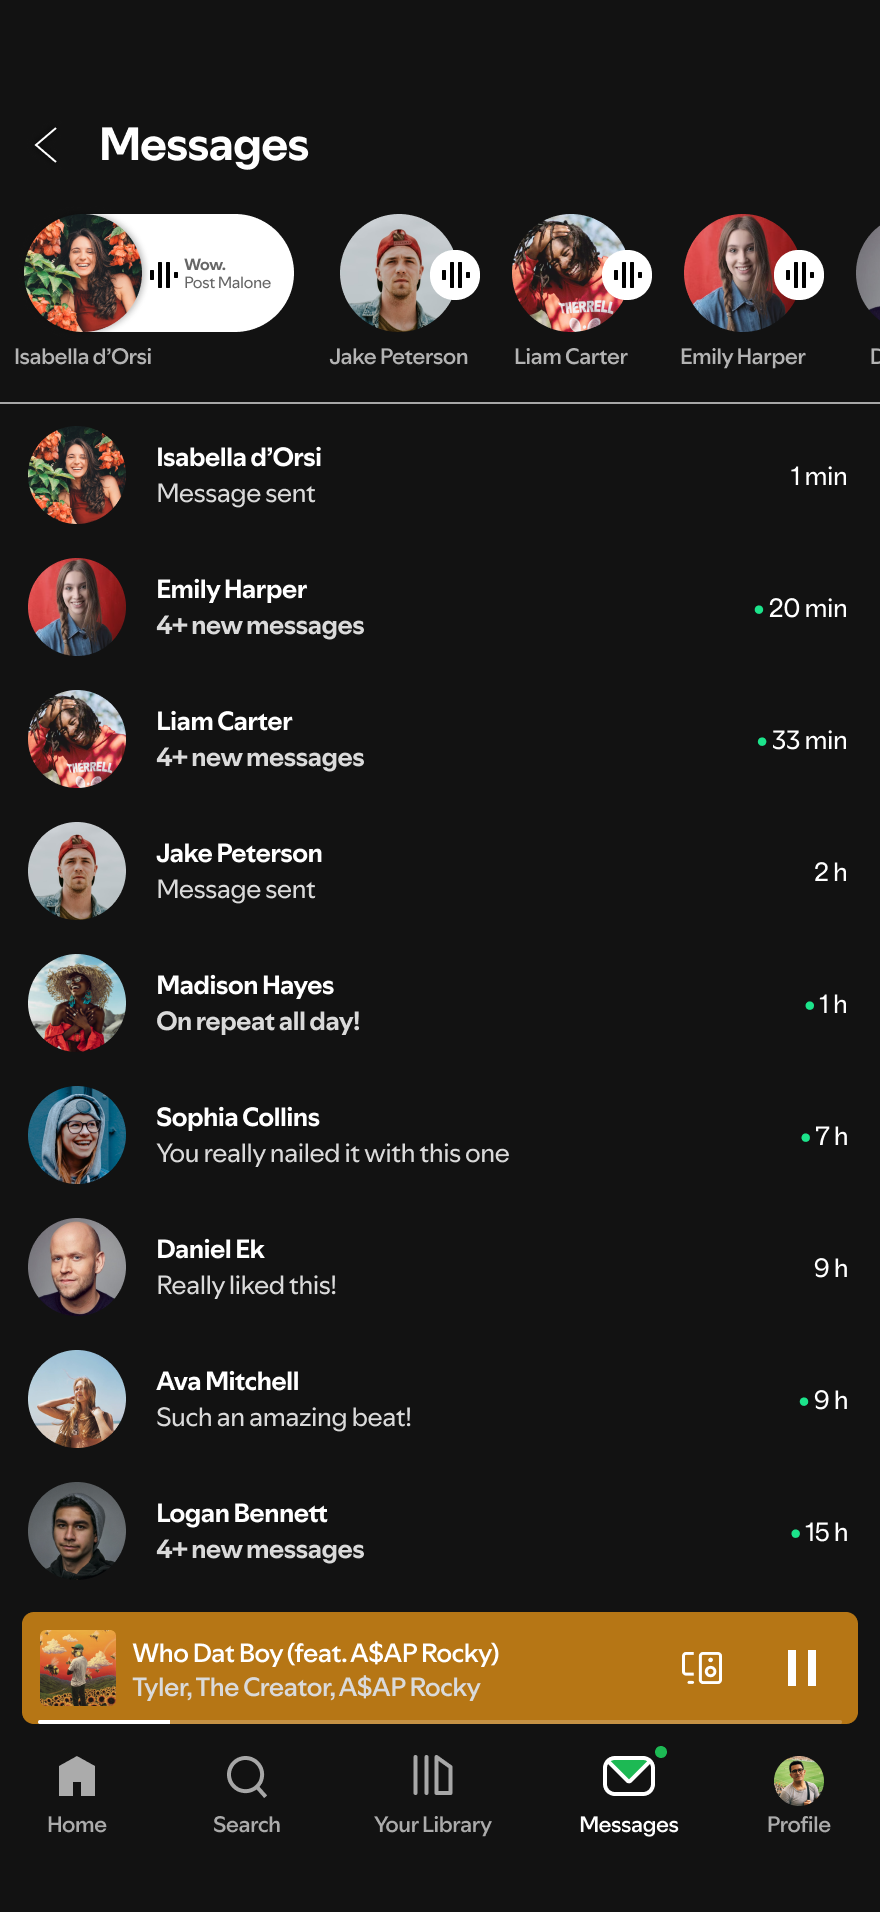 Messages
Wow.
Post Malone
Isabella d’Orsi
Jake Peterson
Liam Carter
Emily Harper
D
Isabella d’Orsi
Message sent
1 min
Emily Harper
4+ new messages
20 min
Liam Carter
4+ new messages
33 min
Jake Peterson
Message sent
2 h
Madison Hayes
On repeat all day!
1 h
Sophia Collins
You really nailed it with this one
7 h
Daniel Ek
Really liked this!
9 h
Ava Mitchell
Such an amazing beat!
9 h
Logan Bennett
4+ new messages
15 h
Who Dat Boy (feat. A$AP Rocky)
Tyler, The Creator, A$AP Rocky
Home
Search
Your Library
Messages
Profile
THERRELL
THERRELL